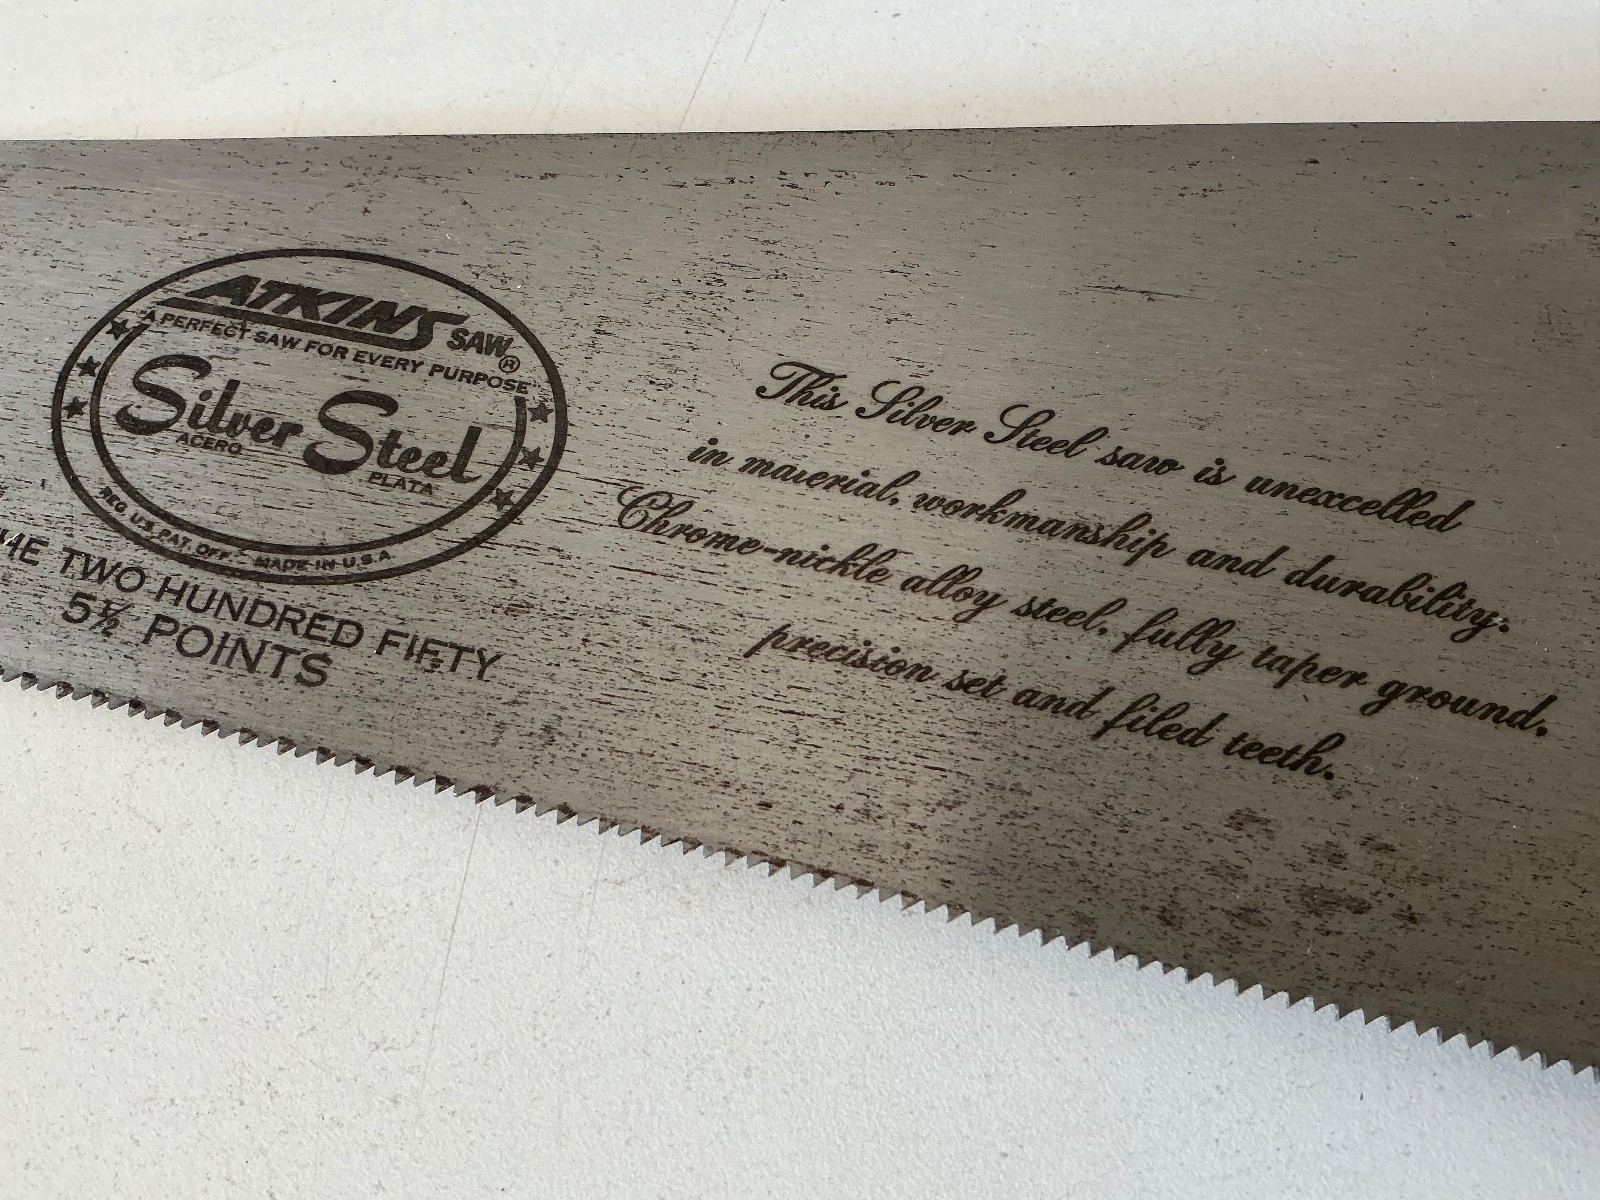 ATKINS SAW ®
"A PERFECT SAW FOR EVERY PURPOSE"
Silver Steel
ACERO PLATA
REG. U.S. PAT. OFF. - MADE IN U.S.A.
TWO HUNDRED FIFTY
5½ POINTS
This Silver Steel saw is unexcelled
in material, workmanship and durability:
Chrome-nickle alloy steel, fully taper ground,
precision set and filed teeth.